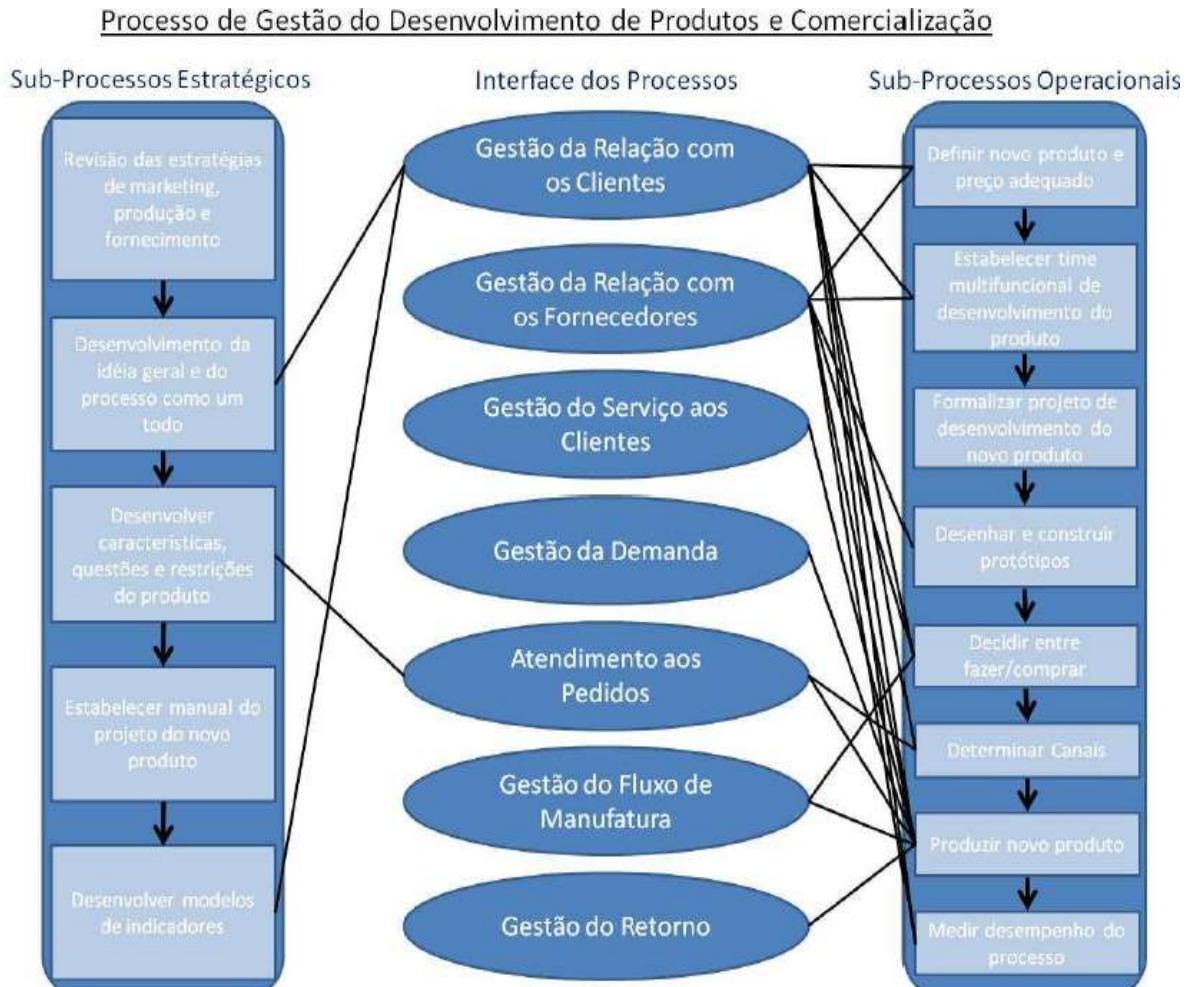 Processo de Gestão do Desenvolvimento de Produtos e Comercialização
Sub-Processos Estratégicos
Revisão das estratégias
de marketing,
produção e
fornecimento
Desenvolvimento da
idéia geral e do
processo como um
todo
Desenvolver
características,
questões e restrições
do produto
Estabelecer manual do
projeto do novo
produto
Desenvolver modelos
de indicadores
Interface dos Processos
Gestão da Relação com
os Clientes
Gestão da Relação com
os Fornecedores
Gestão do Serviço aos
Clientes
Gestão da Demanda
Atendimento aos
Pedidos
Gestão do Fluxo de
Manufatura
Gestão do Retorno
Sub-Processos Operacionais
Definir novo produto e
preço adequado
Estabelecer time
multifuncional de
desenvolvimento do
produto
Formalizar projeto de
desenvolvimento do
novo produto
Desenhar e construir
protótipos
Decidir entre
fazer/comprar
Determinar Canais
Produzir novo produto
Medir desempenho do
processo